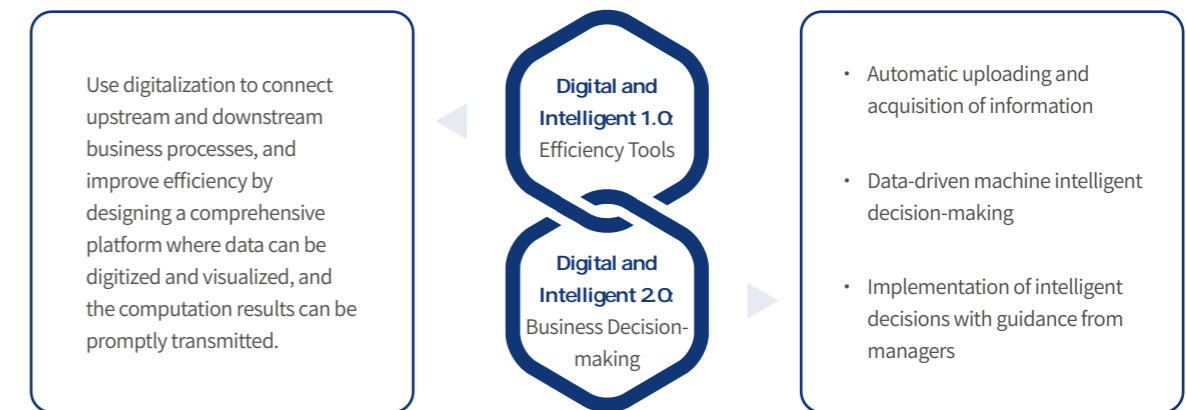 Use digitalization to connect
upstream and downstream
business processes, and
improve efficiency by
designing a comprehensive
platform where data can be
digitized and visualized, and
the computation results can be
promptly transmitted.
Digital and
Intelligent 1.0:
Efficiency Tools
Digital and
Intelligent 2.0:
Business Decision-
making
• Automatic uploading and
acquisition of information
• Data-driven machine intelligent
decision-making
• Implementation of intelligent
decisions with guidance from
managers